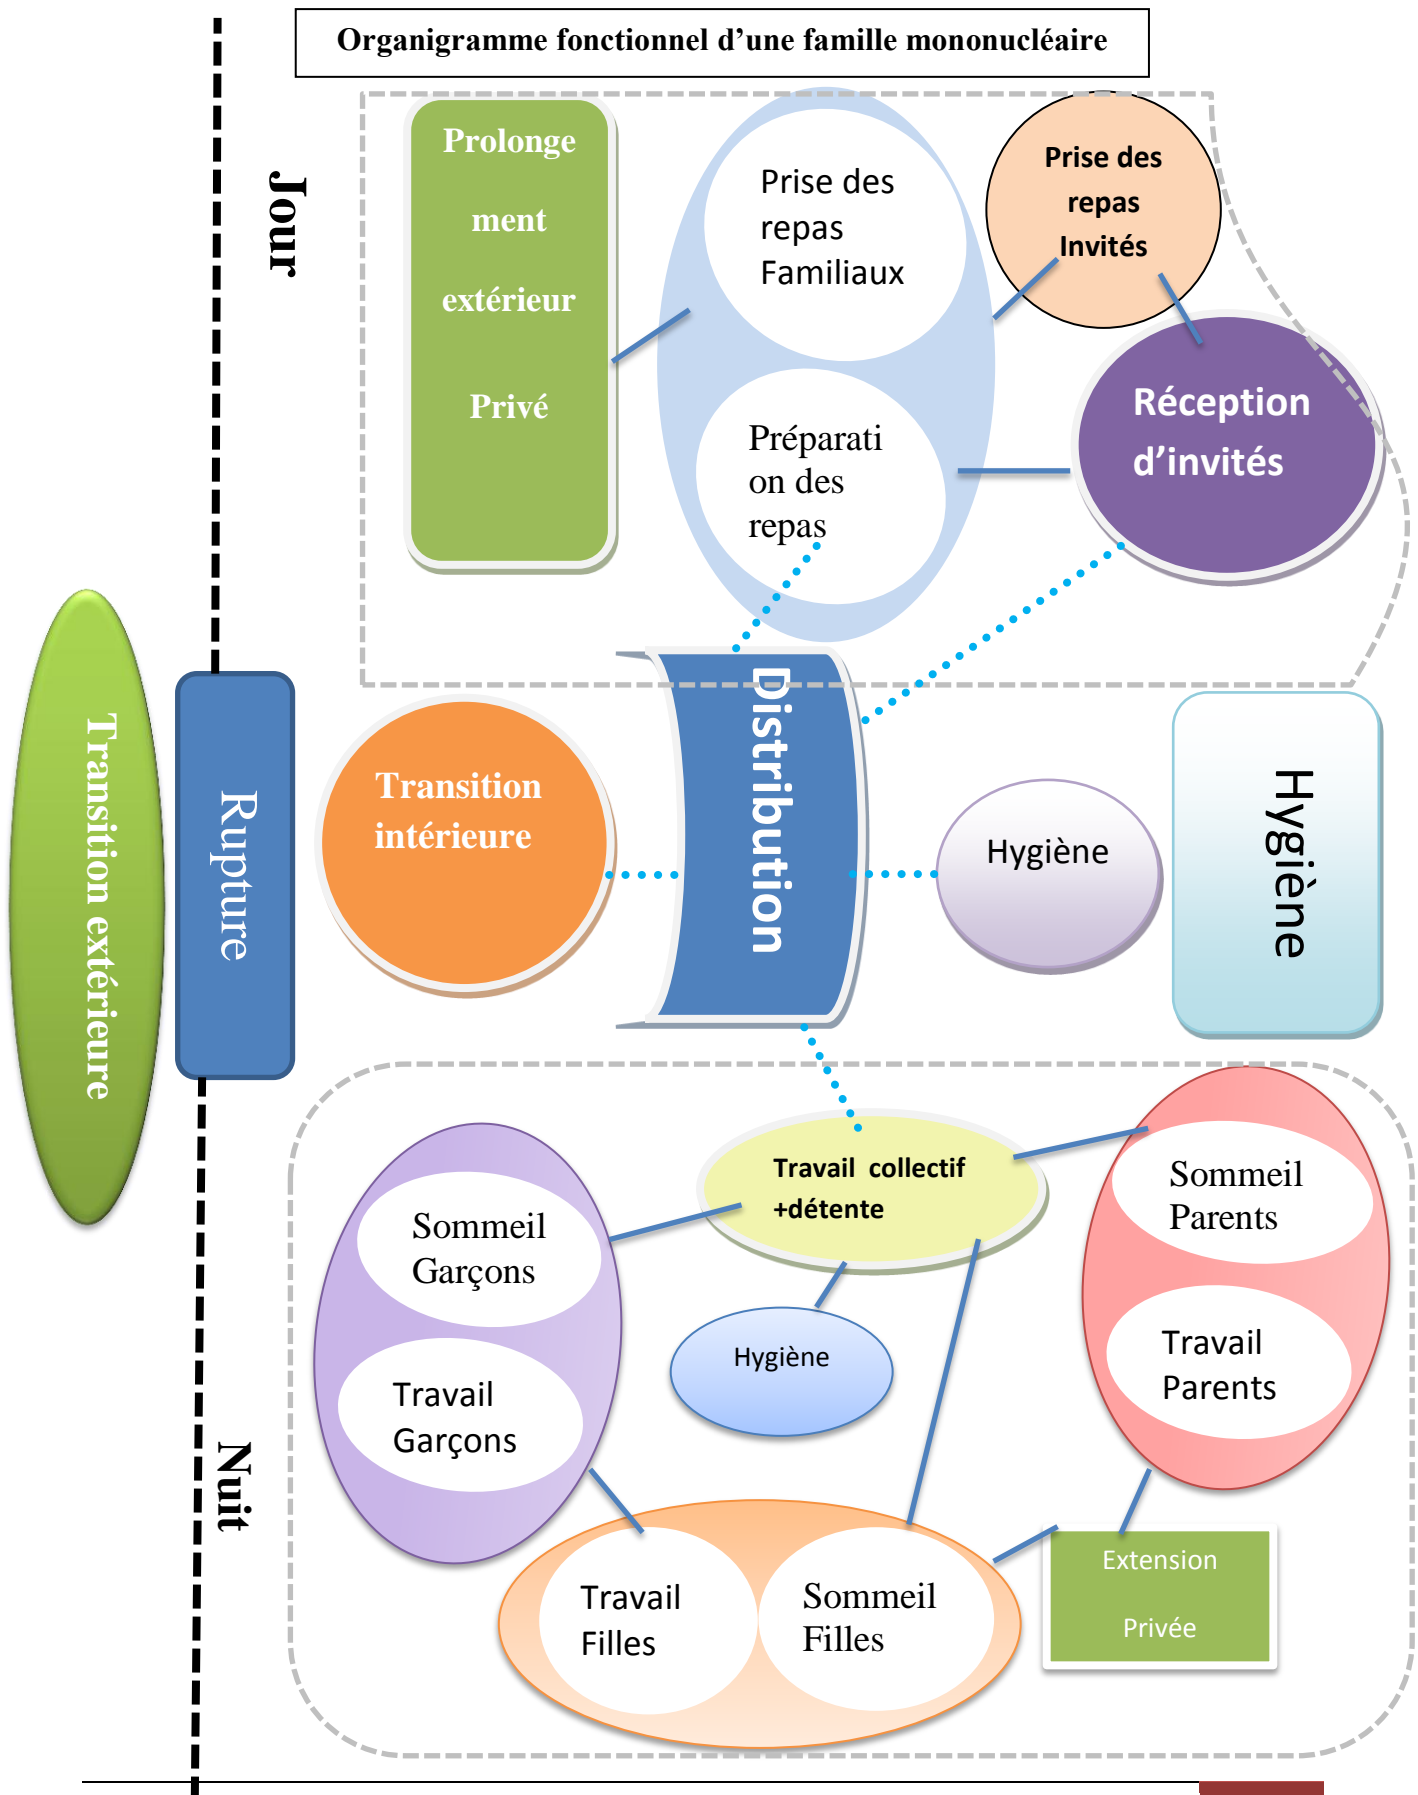 Organigramme fonctionnel d’une famille mononucléaire
Jour
Prolonge
ment
extérieur
Privé
Prise des
repas
Familiaux
Prise des
repas
Invités
Préparati
on des
repas
Réception
d’invités
Transition extérieure
Rupture
Transition
intérieure
Distribution
Hygiène
Hygiène
Nuit
Sommeil
Garçons
Travail
Garçons
Travail  collectif
+détente
Hygiène
Sommeil
Parents
Travail
Parents
Travail
Filles
Sommeil
Filles
Extension
Privée